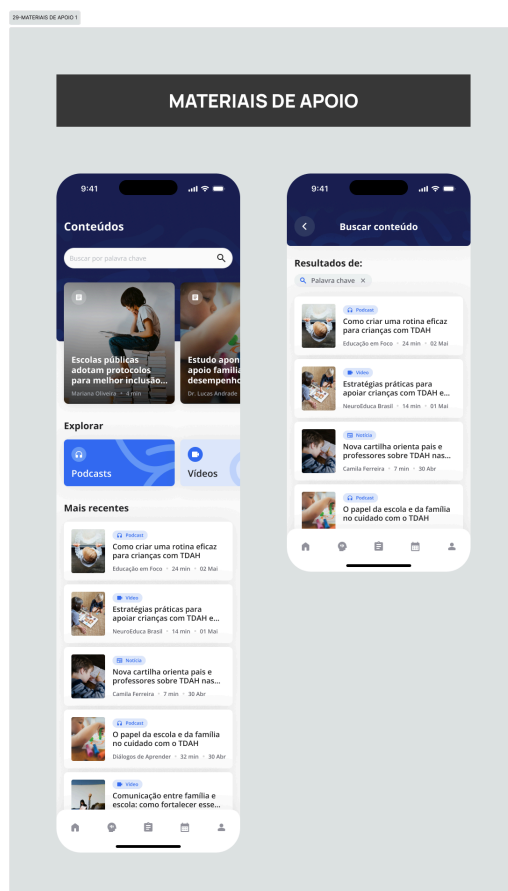 29-MATERIAIS DE APOIO 1
MATERIAIS DE APOIO
9:41
Conteúdos
Buscar por palavra chave
Escolas públicas
adotam protocolos
para melhor inclusão...
Mariana Oliveira • 4 min
Estudo apon
apoio familia
desempenho
Dr. Lucas Andrade
Explorar
Podcasts
Vídeos
Mais recentes
Podcast
Como criar uma rotina eficaz
para crianças com TDAH
Educação em Foco • 24 min • 02 Mai
Vídeo
Estratégias práticas para
apoiar crianças com TDAH e...
NeuroEduca Brasil • 14 min • 01 Mai
Notícia
Nova cartilha orienta pais e
professores sobre TDAH nas...
Camila Ferreira • 7 min • 30 Abr
Podcast
O papel da escola e da família
no cuidado com o TDAH
Diálogos de Aprender • 32 min • 30 Abr
Vídeo
Comunicação entre família e
escola: como fortalecer esse...
9:41
Buscar conteúdo
Resultados de:
Palavra chave ×
Podcast
Como criar uma rotina eficaz
para crianças com TDAH
Educação em Foco • 24 min • 02 Mai
Vídeo
Estratégias práticas para
apoiar crianças com TDAH e...
NeuroEduca Brasil • 14 min • 01 Mai
Notícia
Nova cartilha orienta pais e
professores sobre TDAH nas...
Camila Ferreira • 7 min • 30 Abr
Podcast
O papel da escola e da família
no cuidado com o TDAH